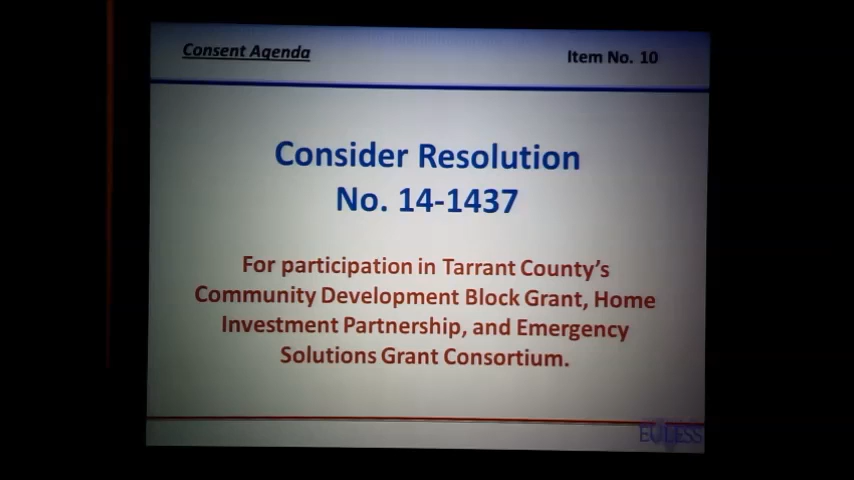 Consent Agenda
Item No. 10
Consider Resolution
No. 14-1437
For participation in Tarrant County's
Community Development Block Grant, Home
Investment Partnership, and Emergency
Solutions Grant Consortium.
EULESS